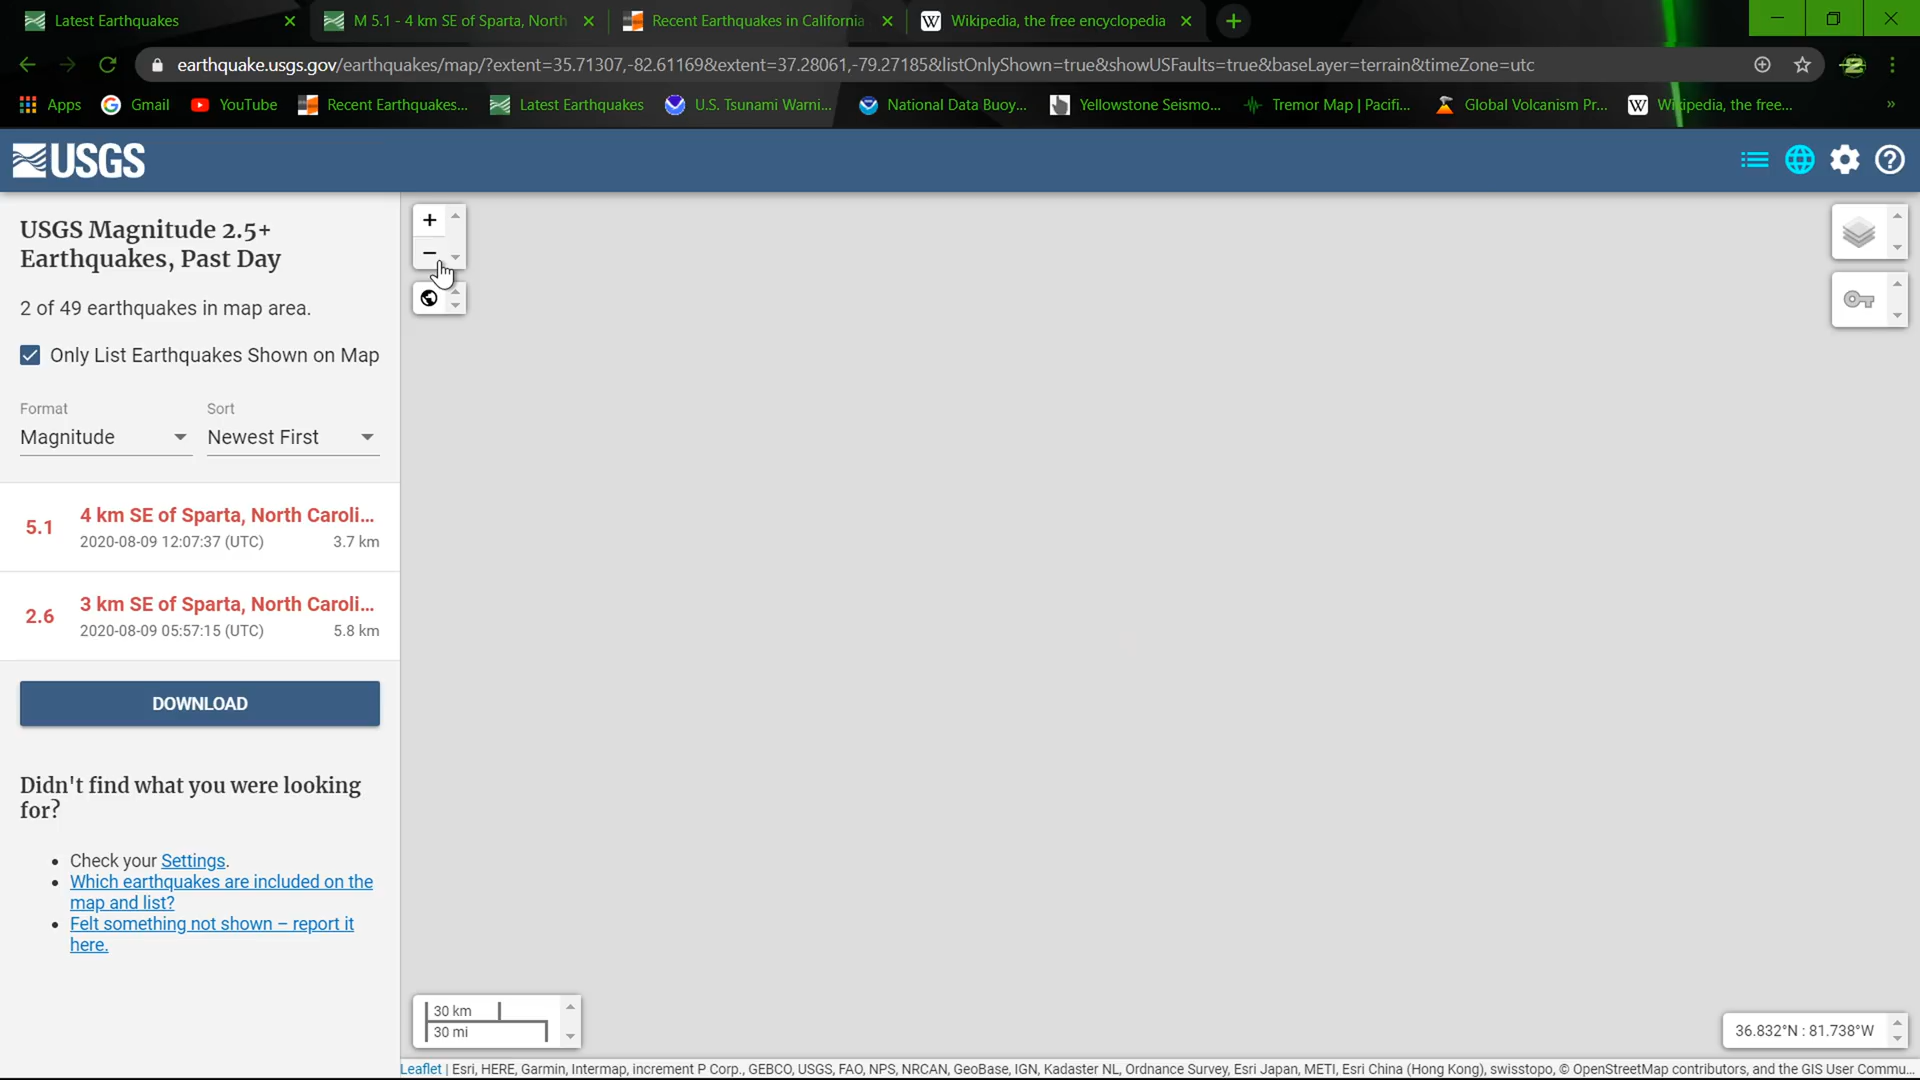 Latest Earthquakes
M 5.1 - 4 km SE of Sparta, North
Recent Earthquakes in California
Wikipedia, the free encyclopedia
earthquake.usgs.gov/earthquakes/map/?extent=35.71307,-82.61169&extent=37.28061,-79.27185&listOnlyShown=true&showUSFaults=true&baseLayer=terrain&timeZone=utc
Apps
Gmail
YouTube
Recent Earthquakes...
Latest Earthquakes
U.S. Tsunami Warni...
National Data Buoy...
Yellowstone Seismo...
Tremor Map | Pacifi...
Global Volcanism Pr...
Wikipedia, the free...
USGS
USGS Magnitude 2.5+
Earthquakes, Past Day
2 of 49 earthquakes in map area.
Only List Earthquakes Shown on Map
Format
Sort
Magnitude
Newest First
5.1
4 km SE of Sparta, North Caroli...
2020-08-09 12:07:37 (UTC)
3.7 km
2.6
3 km SE of Sparta, North Caroli...
2020-08-09 05:57:15 (UTC)
5.8 km
DOWNLOAD
Didn't find what you were looking
for?
Check your Settings.
Which earthquakes are included on the
map and list?
Felt something not shown – report it
here.
30 km
30 mi
36.832°N : 81.738°W
Leaflet | Esri, HERE, Garmin, Intermap, increment P Corp., GEBCO, USGS, FAO, NPS, NRCAN, GeoBase, IGN, Kadaster NL, Ordnance Survey, Esri Japan, METI, Esri China (Hong Kong), swisstopo, © OpenStreetMap contributors, and the GIS User Commu...